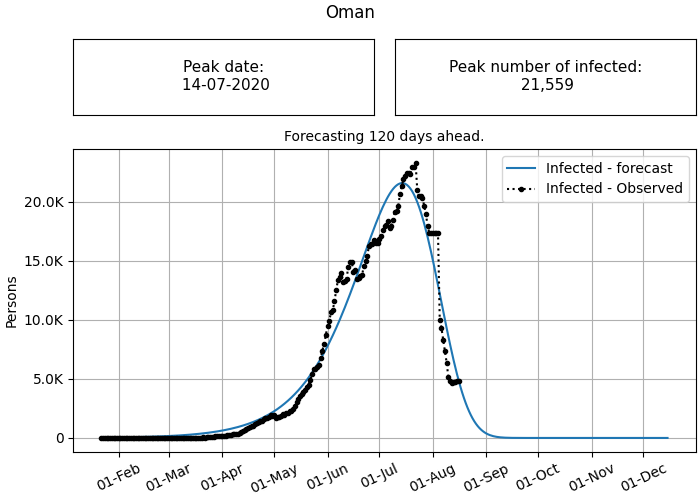 Oman
Peak date:
14-07-2020
Peak number of infected:
21,559
Forecasting 120 days ahead.
Infected - forecast
Infected - Observed
Persons
20.0K
15.0K
10.0K
5.0K
0
01-Feb
01-Mar
01-Apr
01-May
01-Jun
01-Jul
01-Aug
01-Sep
01-Oct
01-Nov
01-Dec